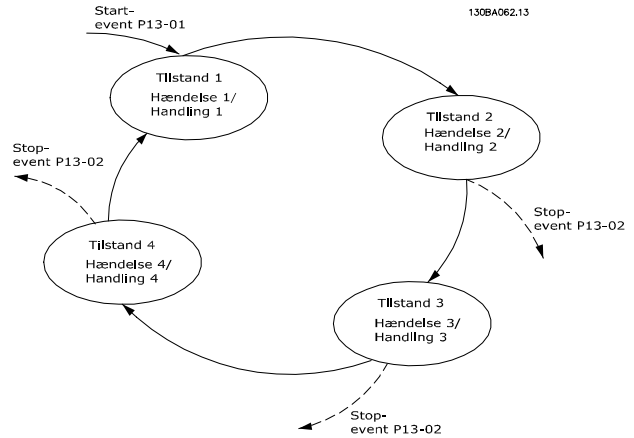 Start-
event P13-01
130BA062.13
Tilstand 1
Hændelse 1/
Handling 1
Tilstand 2
Hændelse 2/
Handling 2
Stop-
event P13-02
Stop-
event P13-02
Tilstand 4
Hændelse 4/
Handling 4
Tilstand 3
Hændelse 3/
Handling 3
Stop-
event P13-02